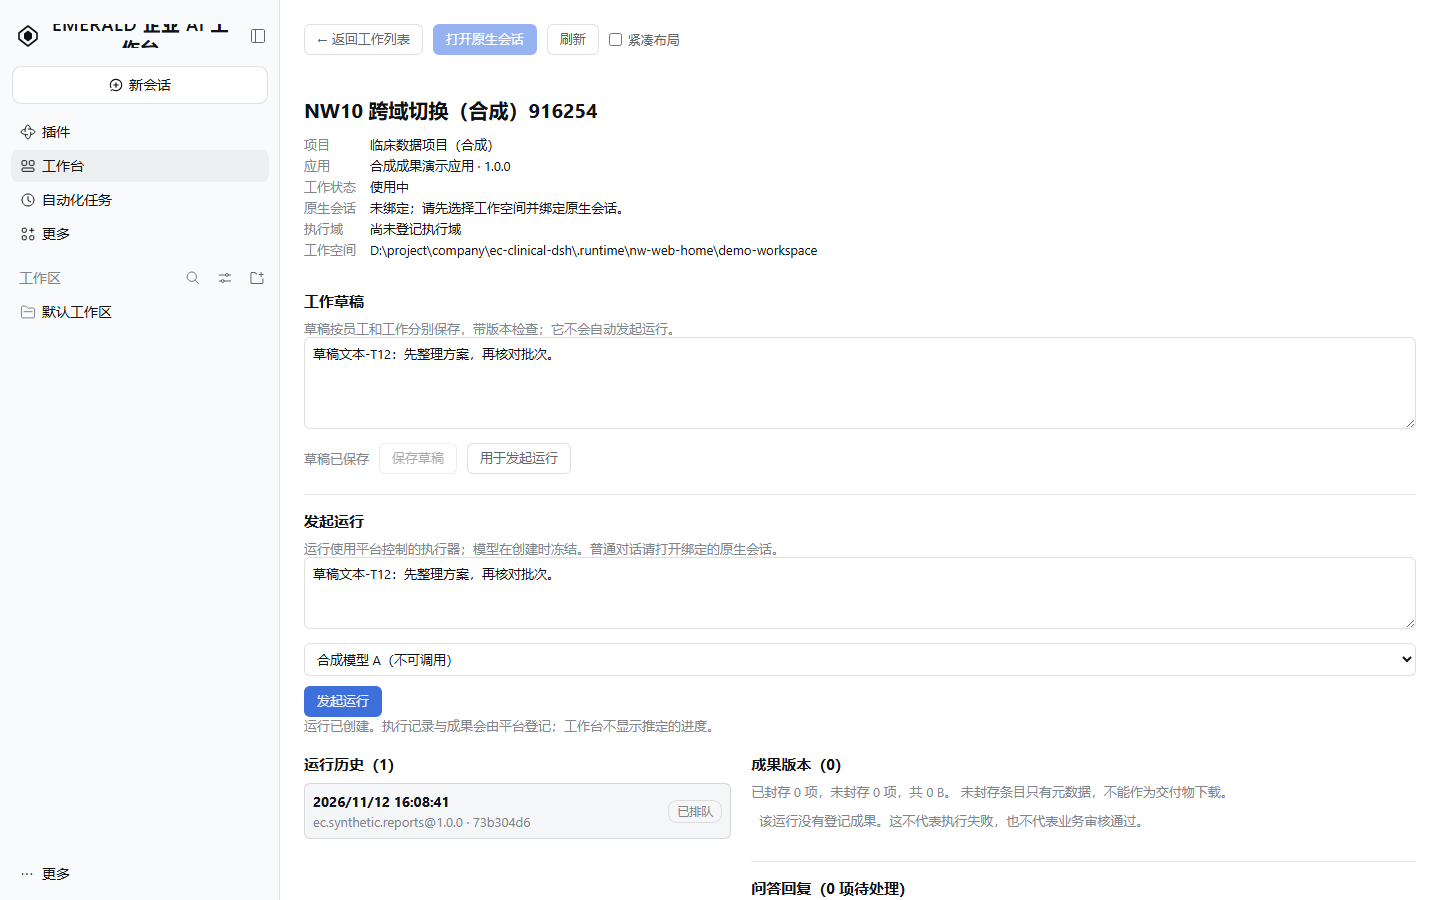 EMERALD 企业 AI 工作台
新会话
插件
工作台
自动化任务
更多
工作区
默认工作区
更多
←返回工作列表
打开原生会话
刷新
紧凑布局
NW10 跨域切换（合成）916254
项目 临床数据项目（合成）
应用 合成成果演示应用 · 1.0.0
工作状态 使用中
原生会话 未绑定；请先选择工作空间并绑定原生会话。
执行域 尚未登记执行域
工作空间 D:\project\company\ec-clinical-dsh\.runtime\nw-web-home\demo-workspace
工作草稿
草稿按员工和工作分别保存，带版本检查；它不会自动发起运行。
草稿文本-T12：先整理方案，再核对批次。
草稿已保存 保存草稿 用于发起运行
发起运行
运行使用平台控制的执行器；模型在创建时冻结。普通对话请打开绑定的原生会话。
草稿文本-T12：先整理方案，再核对批次。
合成模型 A（不可调用）
发起运行
运行已创建。执行记录与成果会由平台登记；工作台不显示推定的进度。
运行历史（1）
2026/11/12 16:08:41
ec.synthetic.reports@1.0.0 · 73b304d6
已排队
成果版本（0）
已封存 0 项，未封存 0 项，共 0 B。 未封存条目只有元数据，不能作为交付物下载。
该运行没有登记成果。这不代表执行失败，也不代表业务审核通过。
问答回复（0 项待处理）